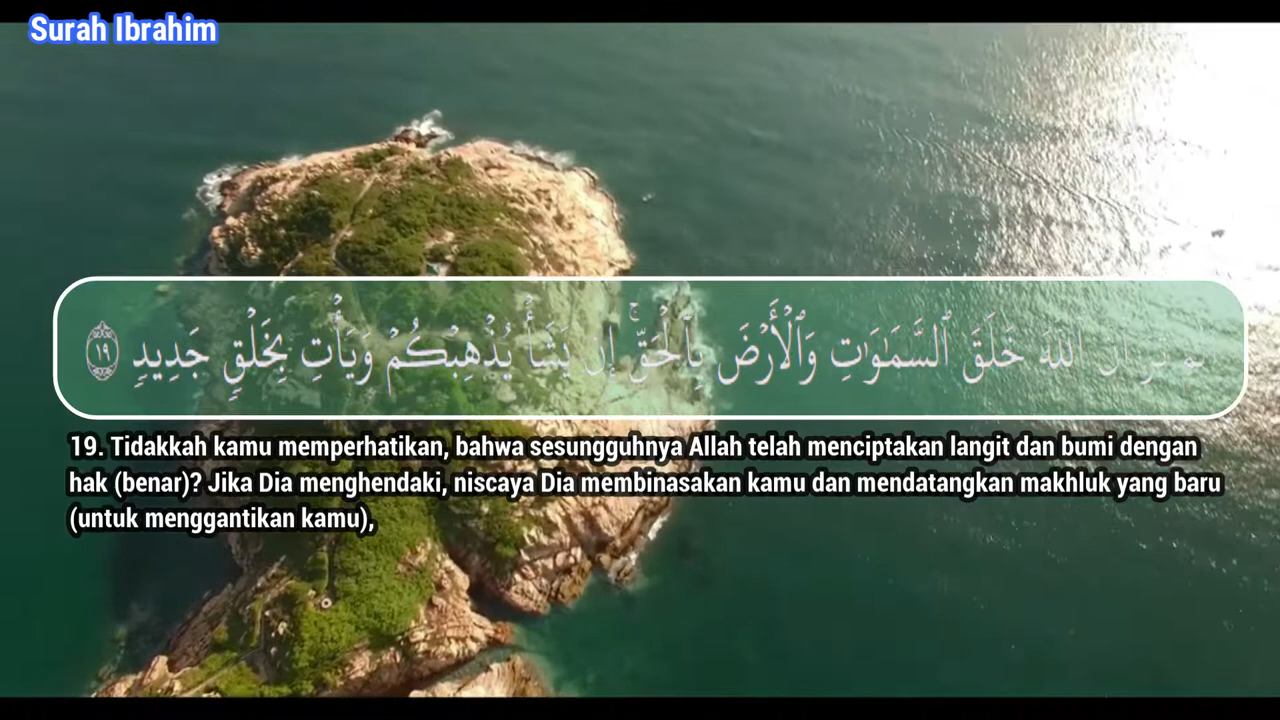 Surah Ibrahim
ٱللَّهَ خَلَقَ ٱلسَّمَٰوَٰتِ وَٱلْأَرْضَ بِٱلْحَقِّ ۚ إِن يَشَأْ يُذْهِبْكُمْ وَيَأْتِ بِخَلْقٍ جَدِيدٍ ١٩
19. Tidakkah kamu memperhatikan, bahwa sesungguhnya Allah telah menciptakan langit dan bumi dengan
hak (benar)? Jika Dia menghendaki, niscaya Dia membinasakan kamu dan mendatangkan makhluk yang baru
(untuk menggantikan kamu),